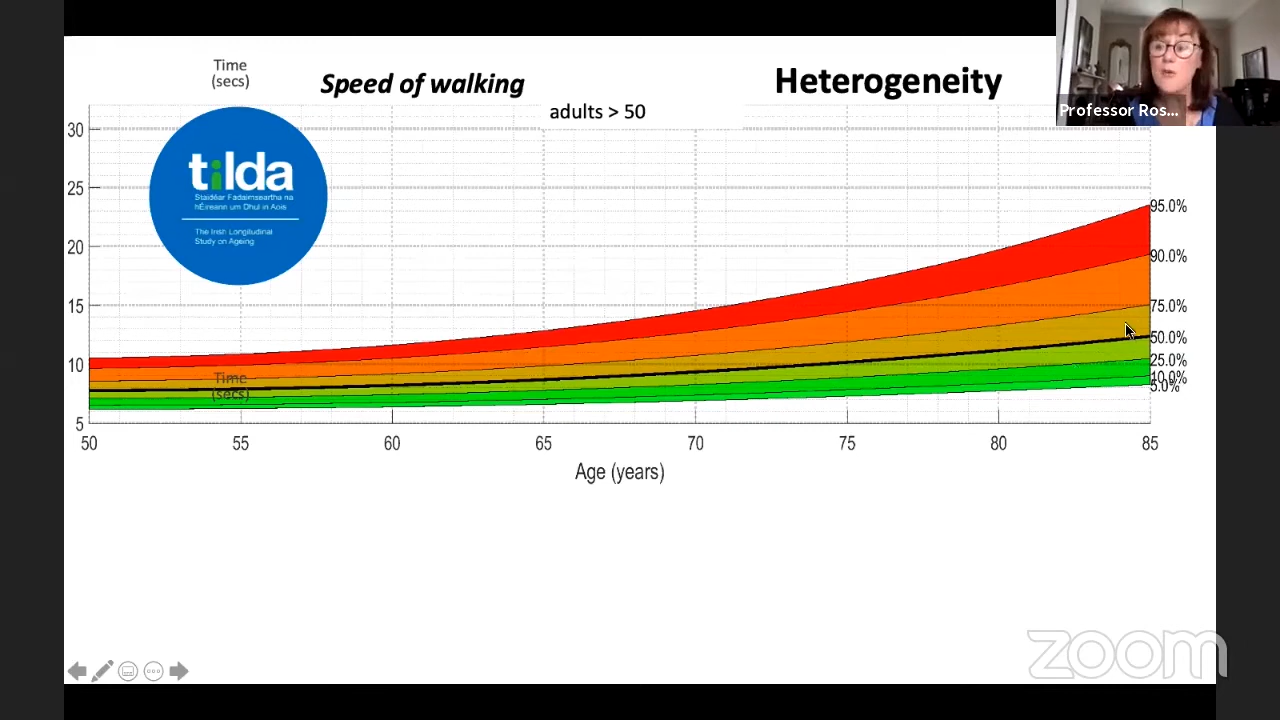 Time
(secs)
Speed of walking
Heterogeneity
adults > 50
Professor Ros...
30
25
20
15
10
5
tilda
Staidéar Fadaimseartha na
hÉireann um Dhul in Aois
The Irish Longitudinal
Study on Ageing
95.0%
90.0%
75.0%
50.0%
25.0%
10.0%
5.0%
Time
(secs)
50 55 60 65 70 75 80 85
Age (years)
zoom